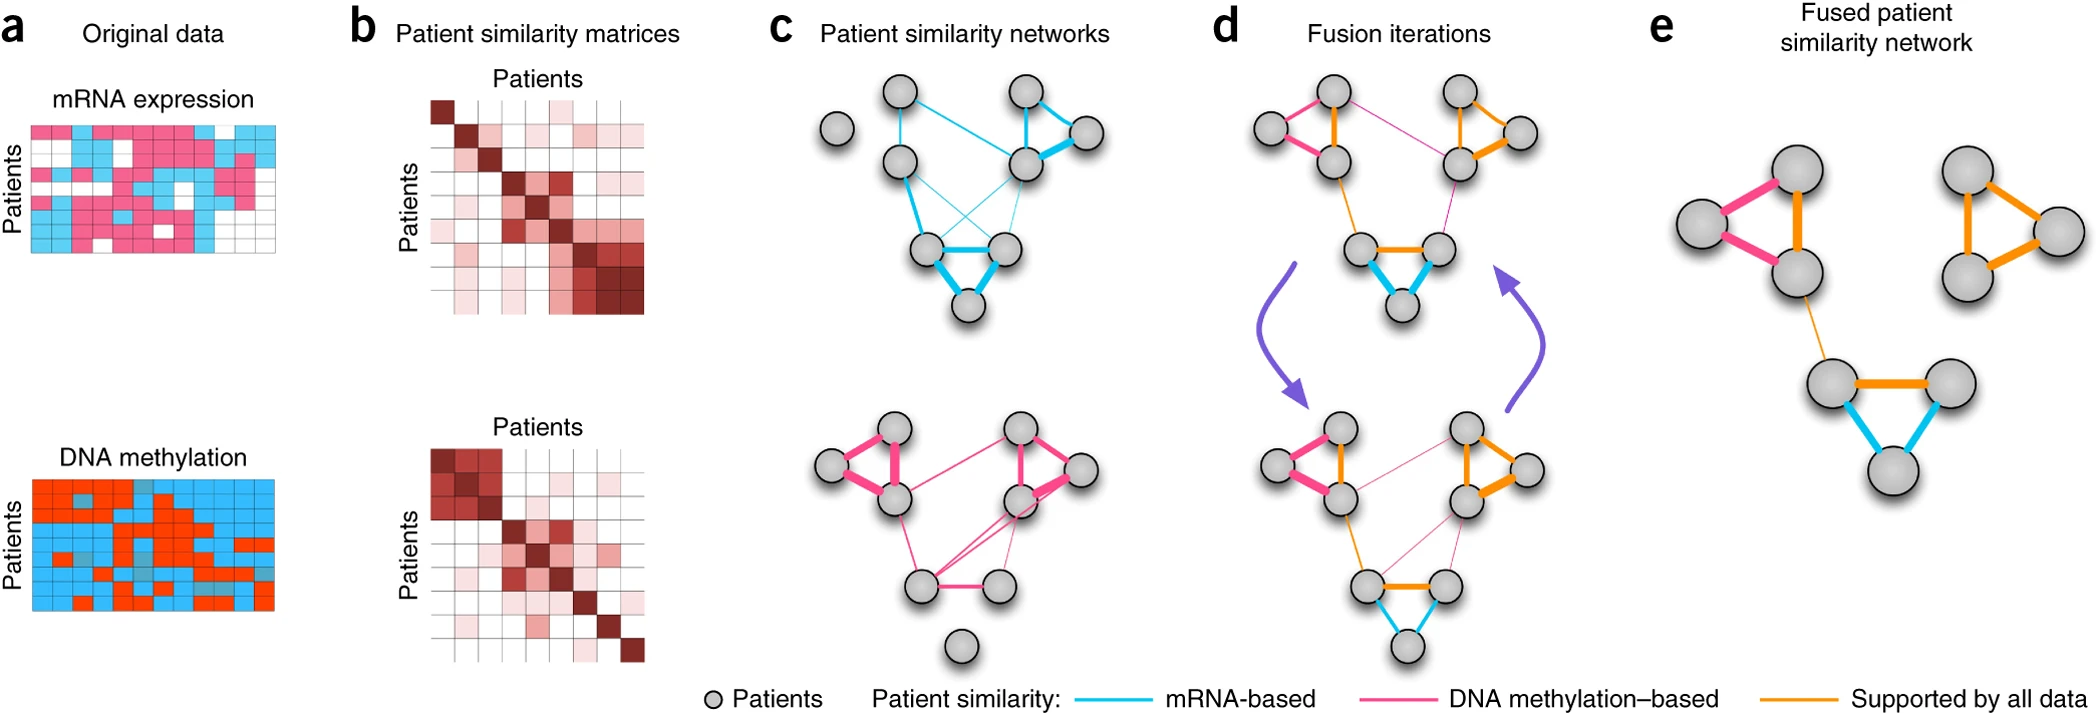 a
Original data
mRNA expression
Patients
DNA methylation
Patients
b
Patient similarity matrices
Patients
Patients
Patients
Patients
c
Patient similarity networks
d
Fusion iterations
e
Fused patient
similarity network
Patients
Patient similarity:
mRNA-based
DNA methylation–based
Supported by all data